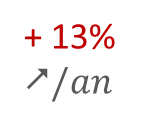 + 13%
↗/an